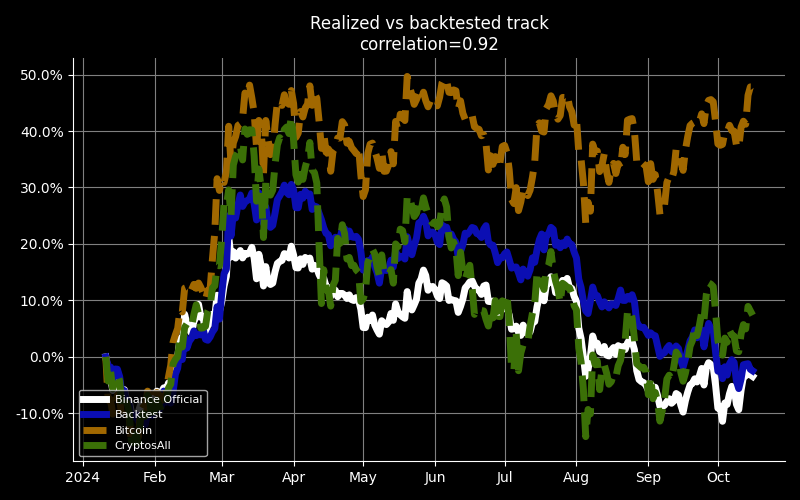 Realized vs backtested track
correlation=0.92
50.0%
40.0%
30.0%
20.0%
10.0%
0.0%
-10.0%
Binance Official
Backtest
Bitcoin
CryptosAll
2024 Feb Mar Apr May Jun Jul Aug Sep Oct